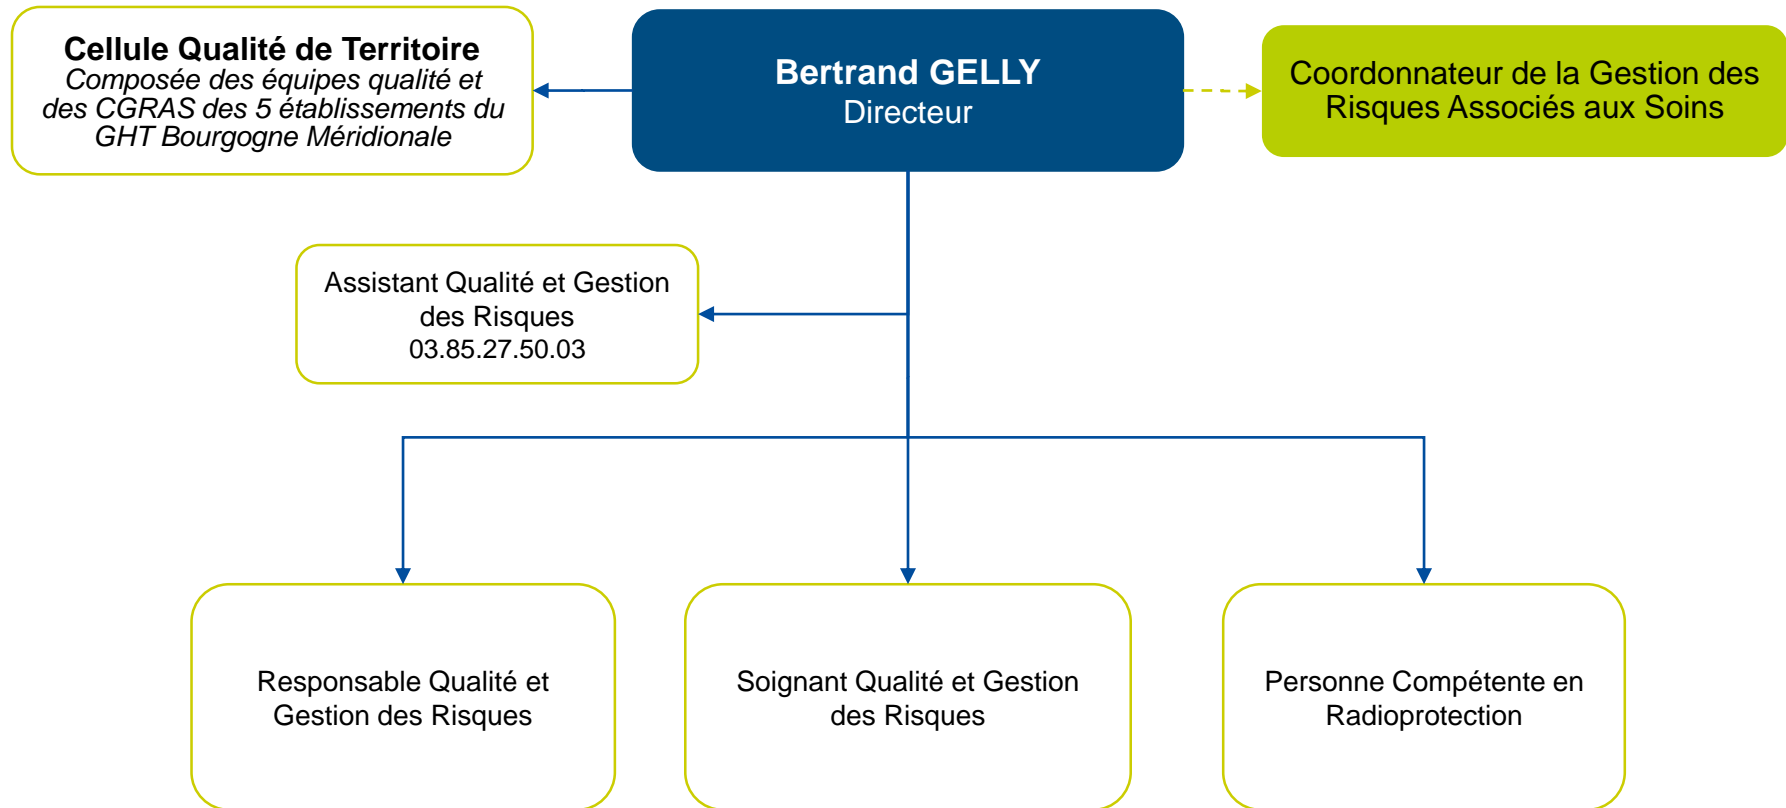 Cellule Qualité de Territoire
Composée des équipes qualité et
des CGRAS des 5 établissements du
GHT Bourgogne Méridionale
Bertrand GELLY
Directeur
Coordonnateur de la Gestion des
Risques Associés aux Soins
Assistant Qualité et Gestion
des Risques
03.85.27.50.03
Responsable Qualité et
Gestion des Risques
Soignant Qualité et Gestion
des Risques
Personne Compétente en
Radioprotection